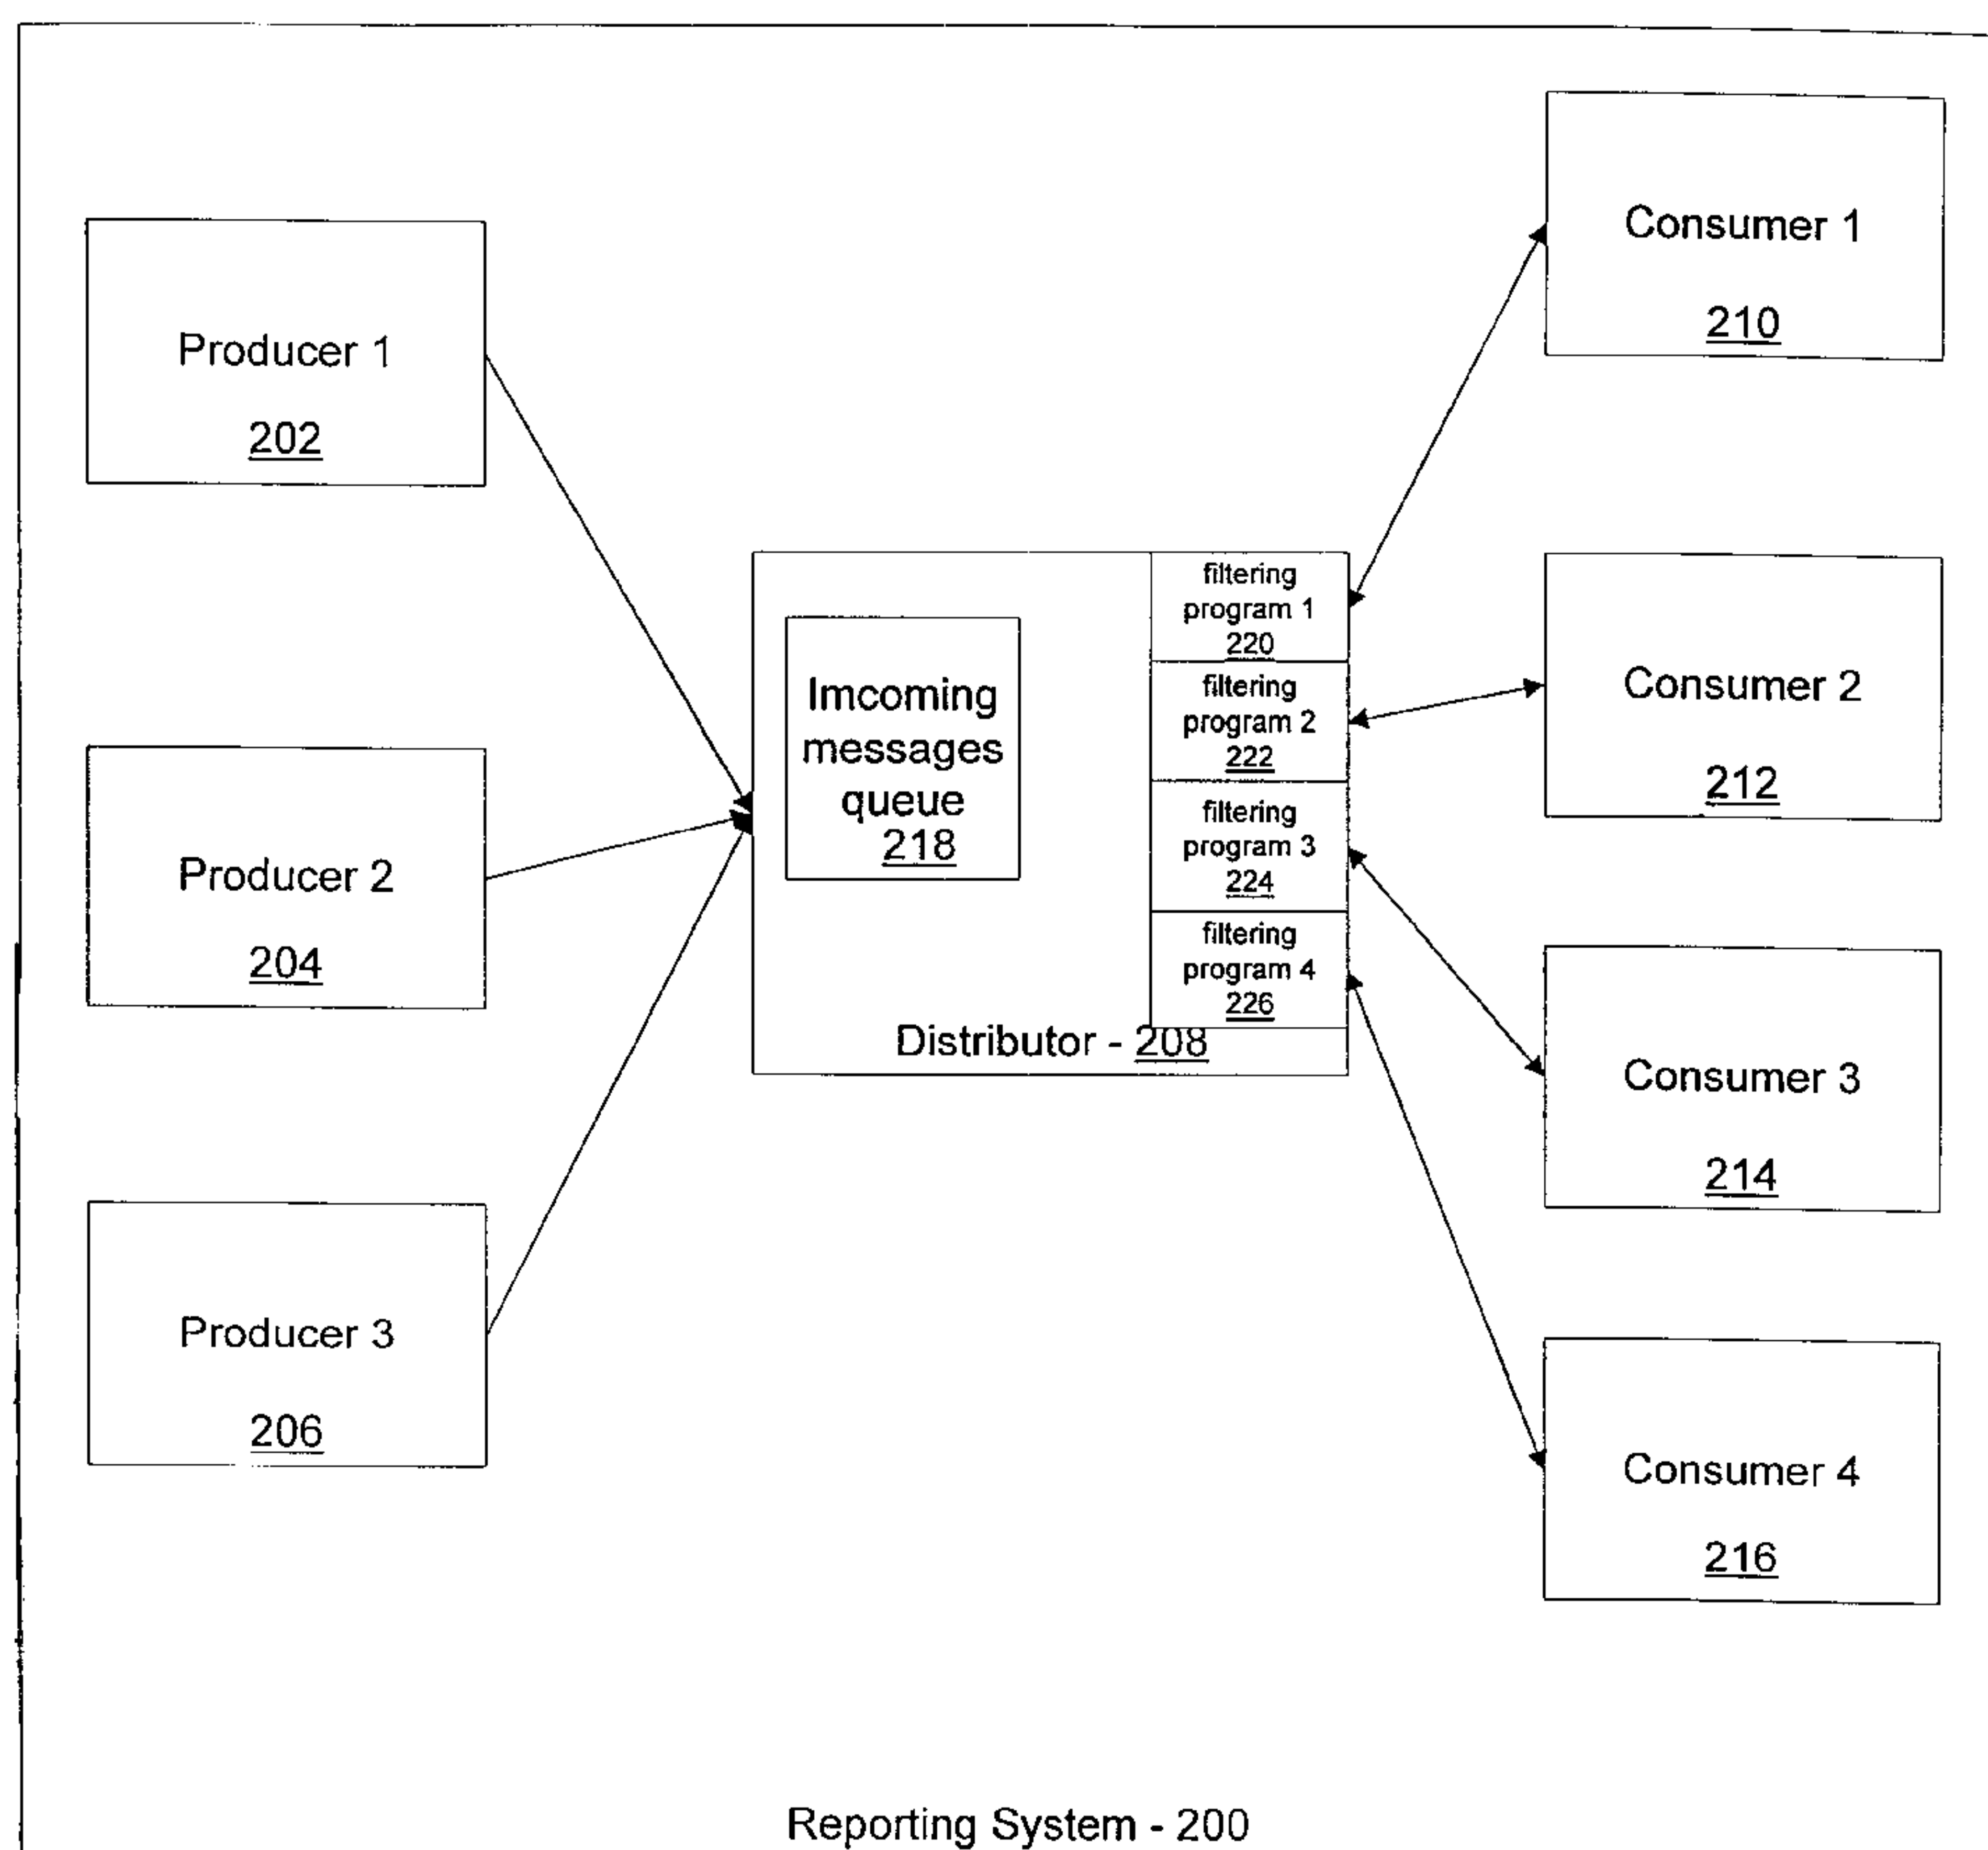 Producer 1
202
Producer 2
204
Producer 3
206
Imcoming
messages
queue
218
filtering
program 1
220
filtering
program 2
222
filtering
program 3
224
filtering
program 4
226
Distributor - 208
Consumer 1
210
Consumer 2
212
Consumer 3
214
Consumer 4
216
Reporting System - 200